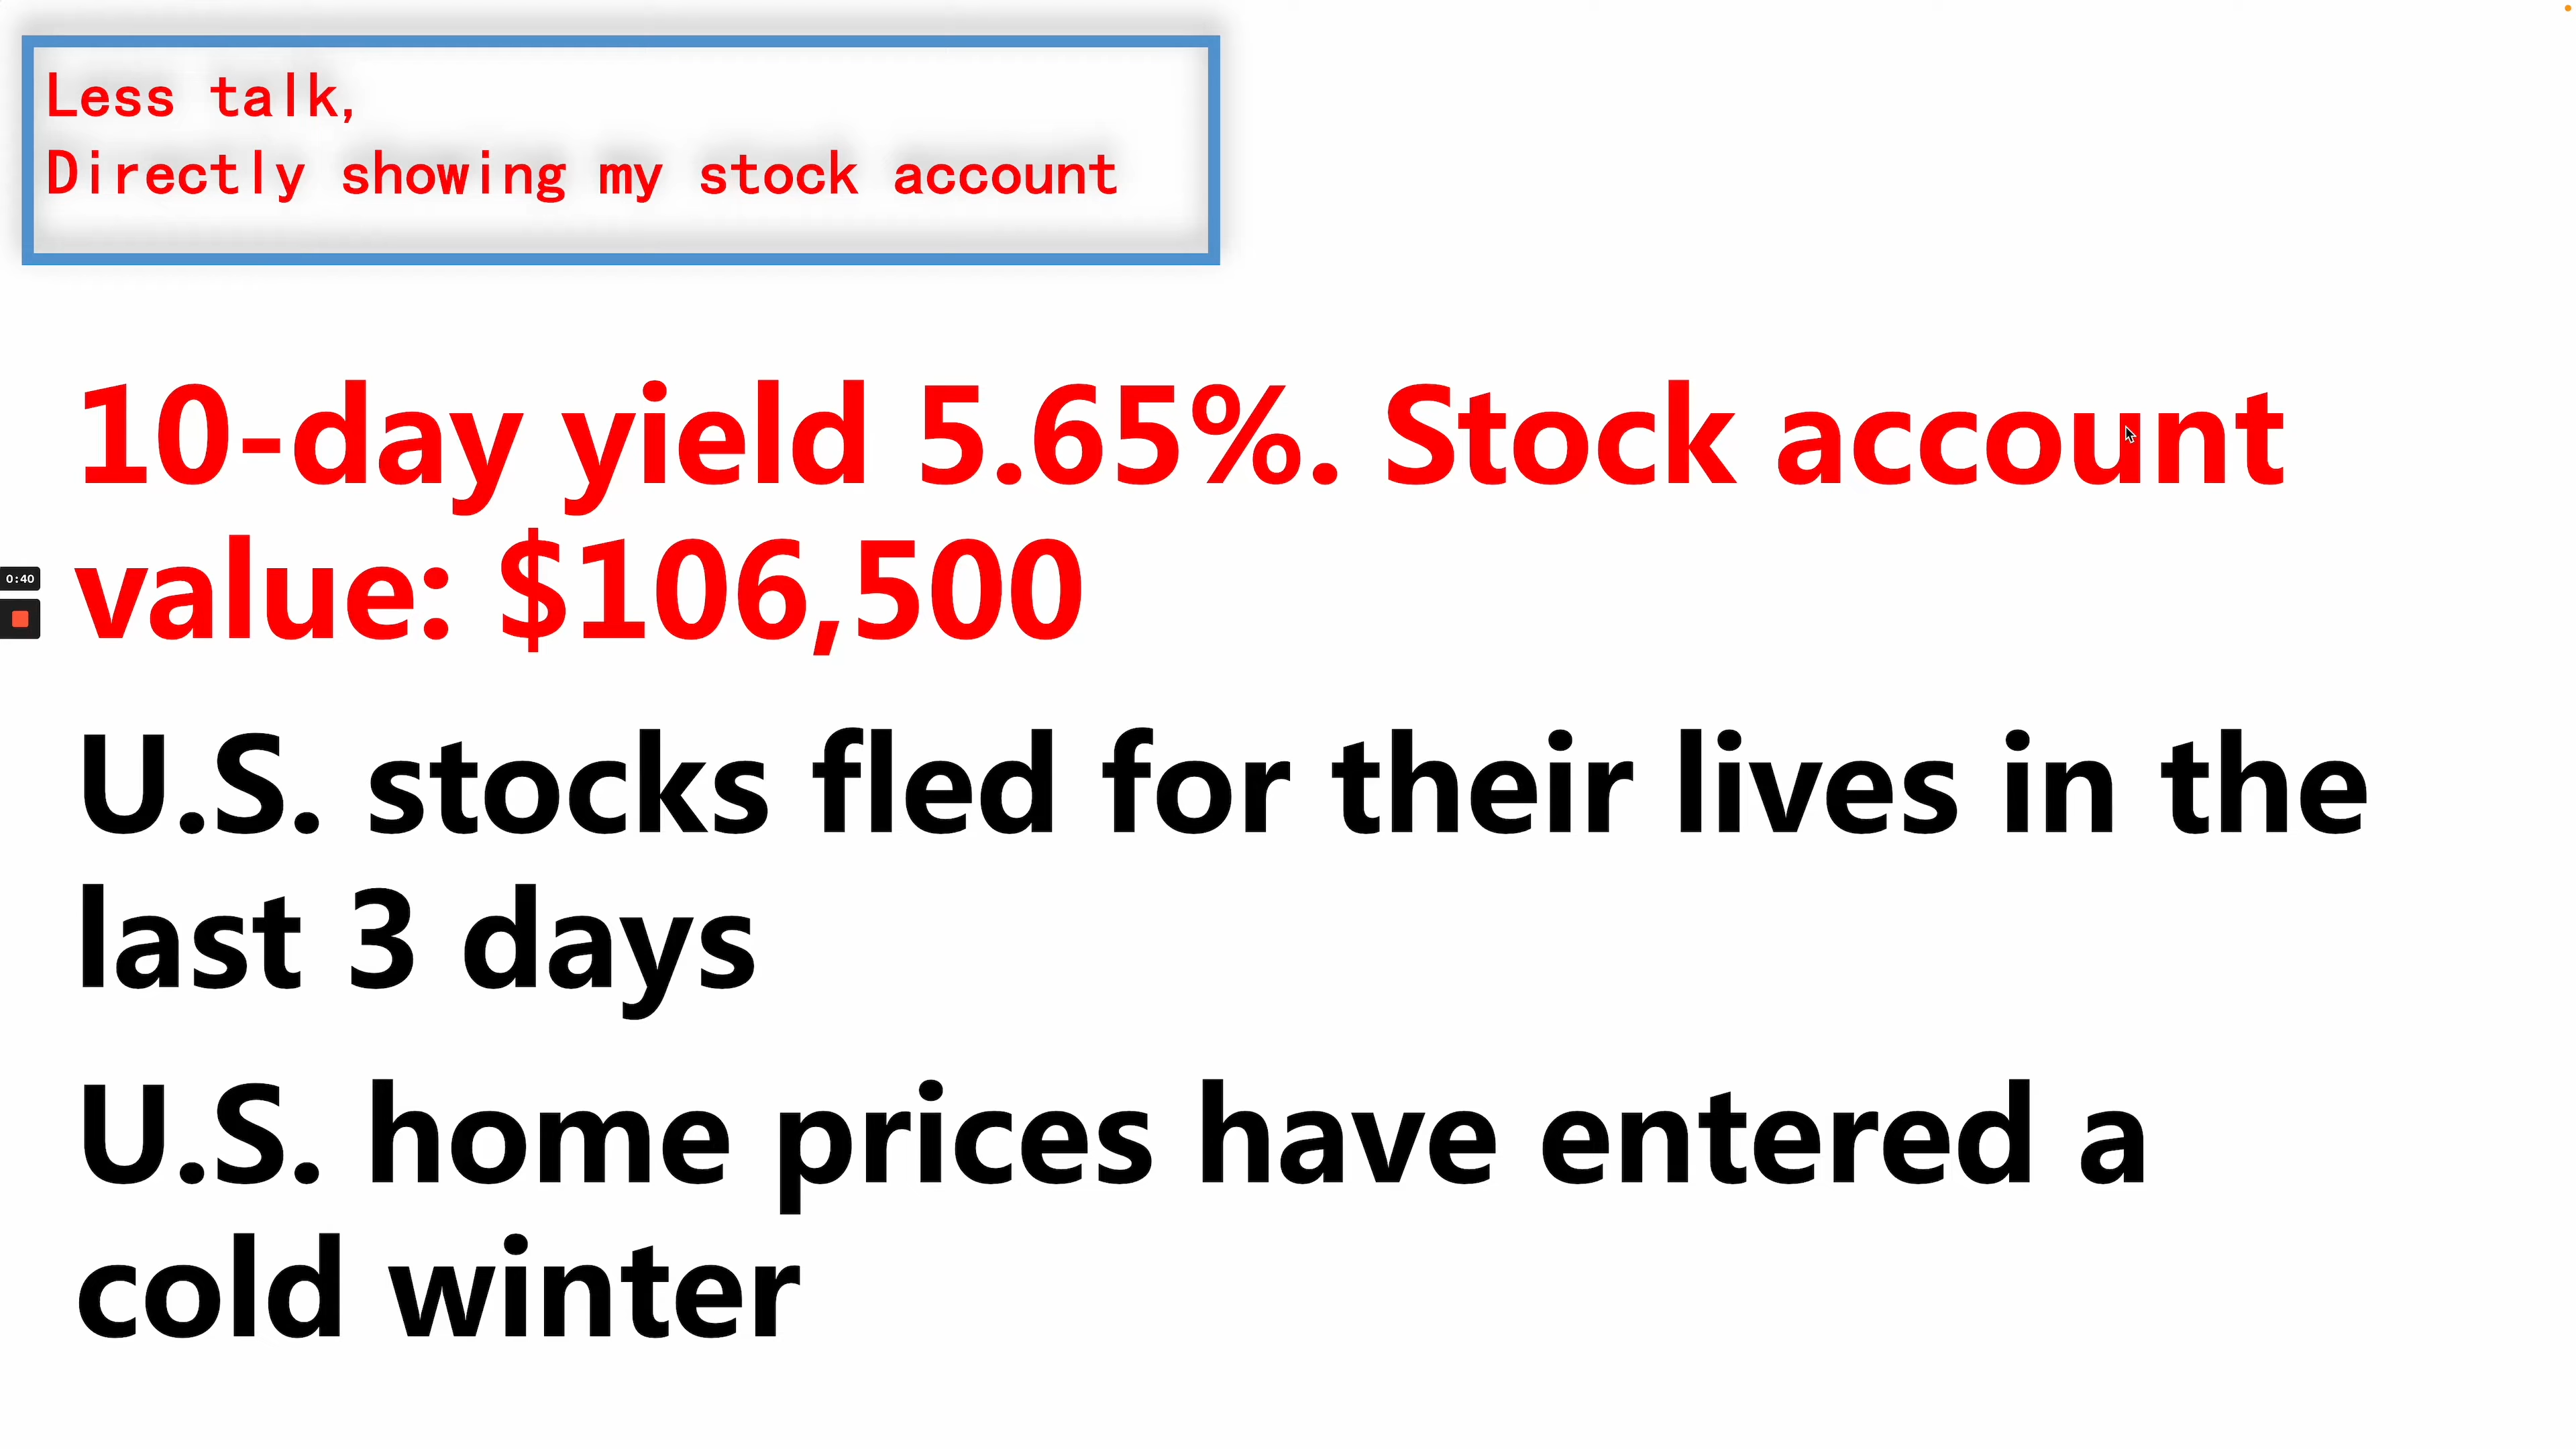 Less talk,
Directly showing my stock account
10-day yield 5.65%. Stock account
value: $106,500
0:40
U.S. stocks fled for their lives in the
last 3 days
U.S. home prices have entered a
cold winter